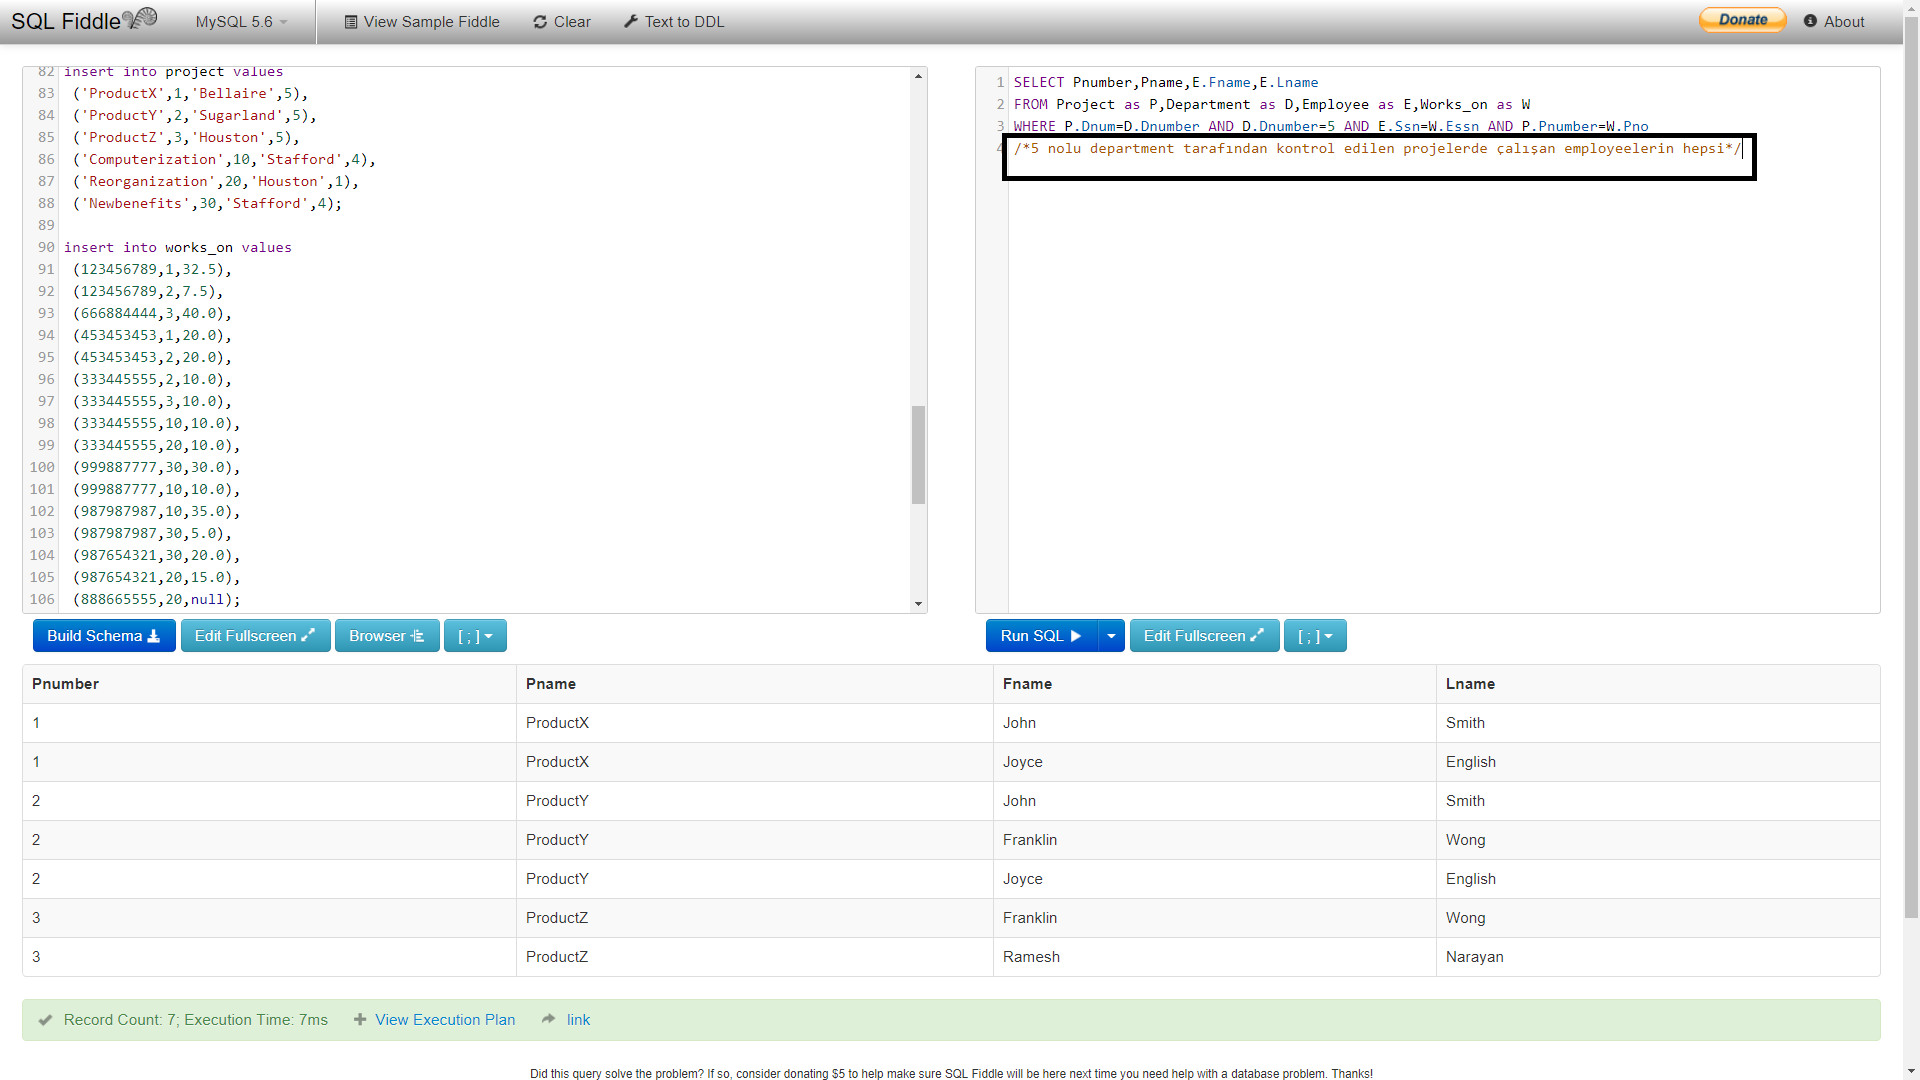 SQL Fiddle
MySQL 5.6
View Sample Fiddle
Clear
Text to DDL
Donate
About
82 insert into project values
83 ('ProductX',1,'Bellaire',5),
84 ('ProductY',2,'Sugarland',5),
85 ('ProductZ',3,'Houston',5),
86 ('Computerization',10,'Stafford',4),
87 ('Reorganization',20,'Houston',1),
88 ('Newbenefits',30,'Stafford',4);
89
90 insert into works_on values
91 (123456789,1,32.5),
92 (123456789,2,7.5),
93 (666884444,3,40.0),
94 (453453453,1,20.0),
95 (453453453,2,20.0),
96 (333445555,2,10.0),
97 (333445555,3,10.0),
98 (333445555,10,10.0),
99 (333445555,20,10.0),
100 (999887777,30,30.0),
101 (999887777,10,10.0),
102 (987987987,10,35.0),
103 (987987987,30,5.0),
104 (987654321,30,20.0),
105 (987654321,20,15.0),
106 (888665555,20,null);
1 SELECT Pnumber,Pname,E.Fname,E.Lname
2 FROM Project as P,Department as D,Employee as E,Works_on as W
3 WHERE P.Dnum=D.Dnumber AND D.Dnumber=5 AND E.Ssn=W.Essn AND P.Pnumber=W.Pno
4 /*5 nolu department tarafından kontrol edilen projelerde çalışan employeelerin hepsi*/
Build Schema
Edit Fullscreen
Browser
[ ; ]
Run SQL
Edit Fullscreen
[ ; ]
Pnumber Pname Fname Lname
1 ProductX John Smith
1 ProductX Joyce English
2 ProductY John Smith
2 ProductY Franklin Wong
2 ProductY Joyce English
3 ProductZ Franklin Wong
3 ProductZ Ramesh Narayan
Record Count: 7; Execution Time: 7ms View Execution Plan link
Did this query solve the problem? If so, consider donating $5 to help make sure SQL Fiddle will be here next time you need help with a database problem. Thanks!